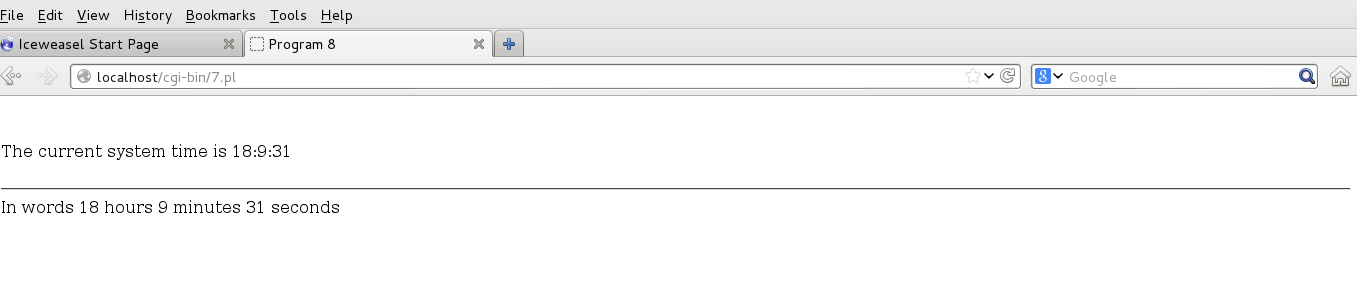 File Edit View History Bookmarks Tools Help
Iceweasel Start Page Program 8
localhost/cgi-bin/7.pl Google
The current system time is 18:9:31
In words 18 hours 9 minutes 31 seconds